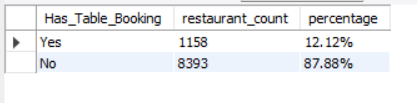 Has_Table_Booking restaurant_count percentage
Yes 1158 12.12%
No 8393 87.88%